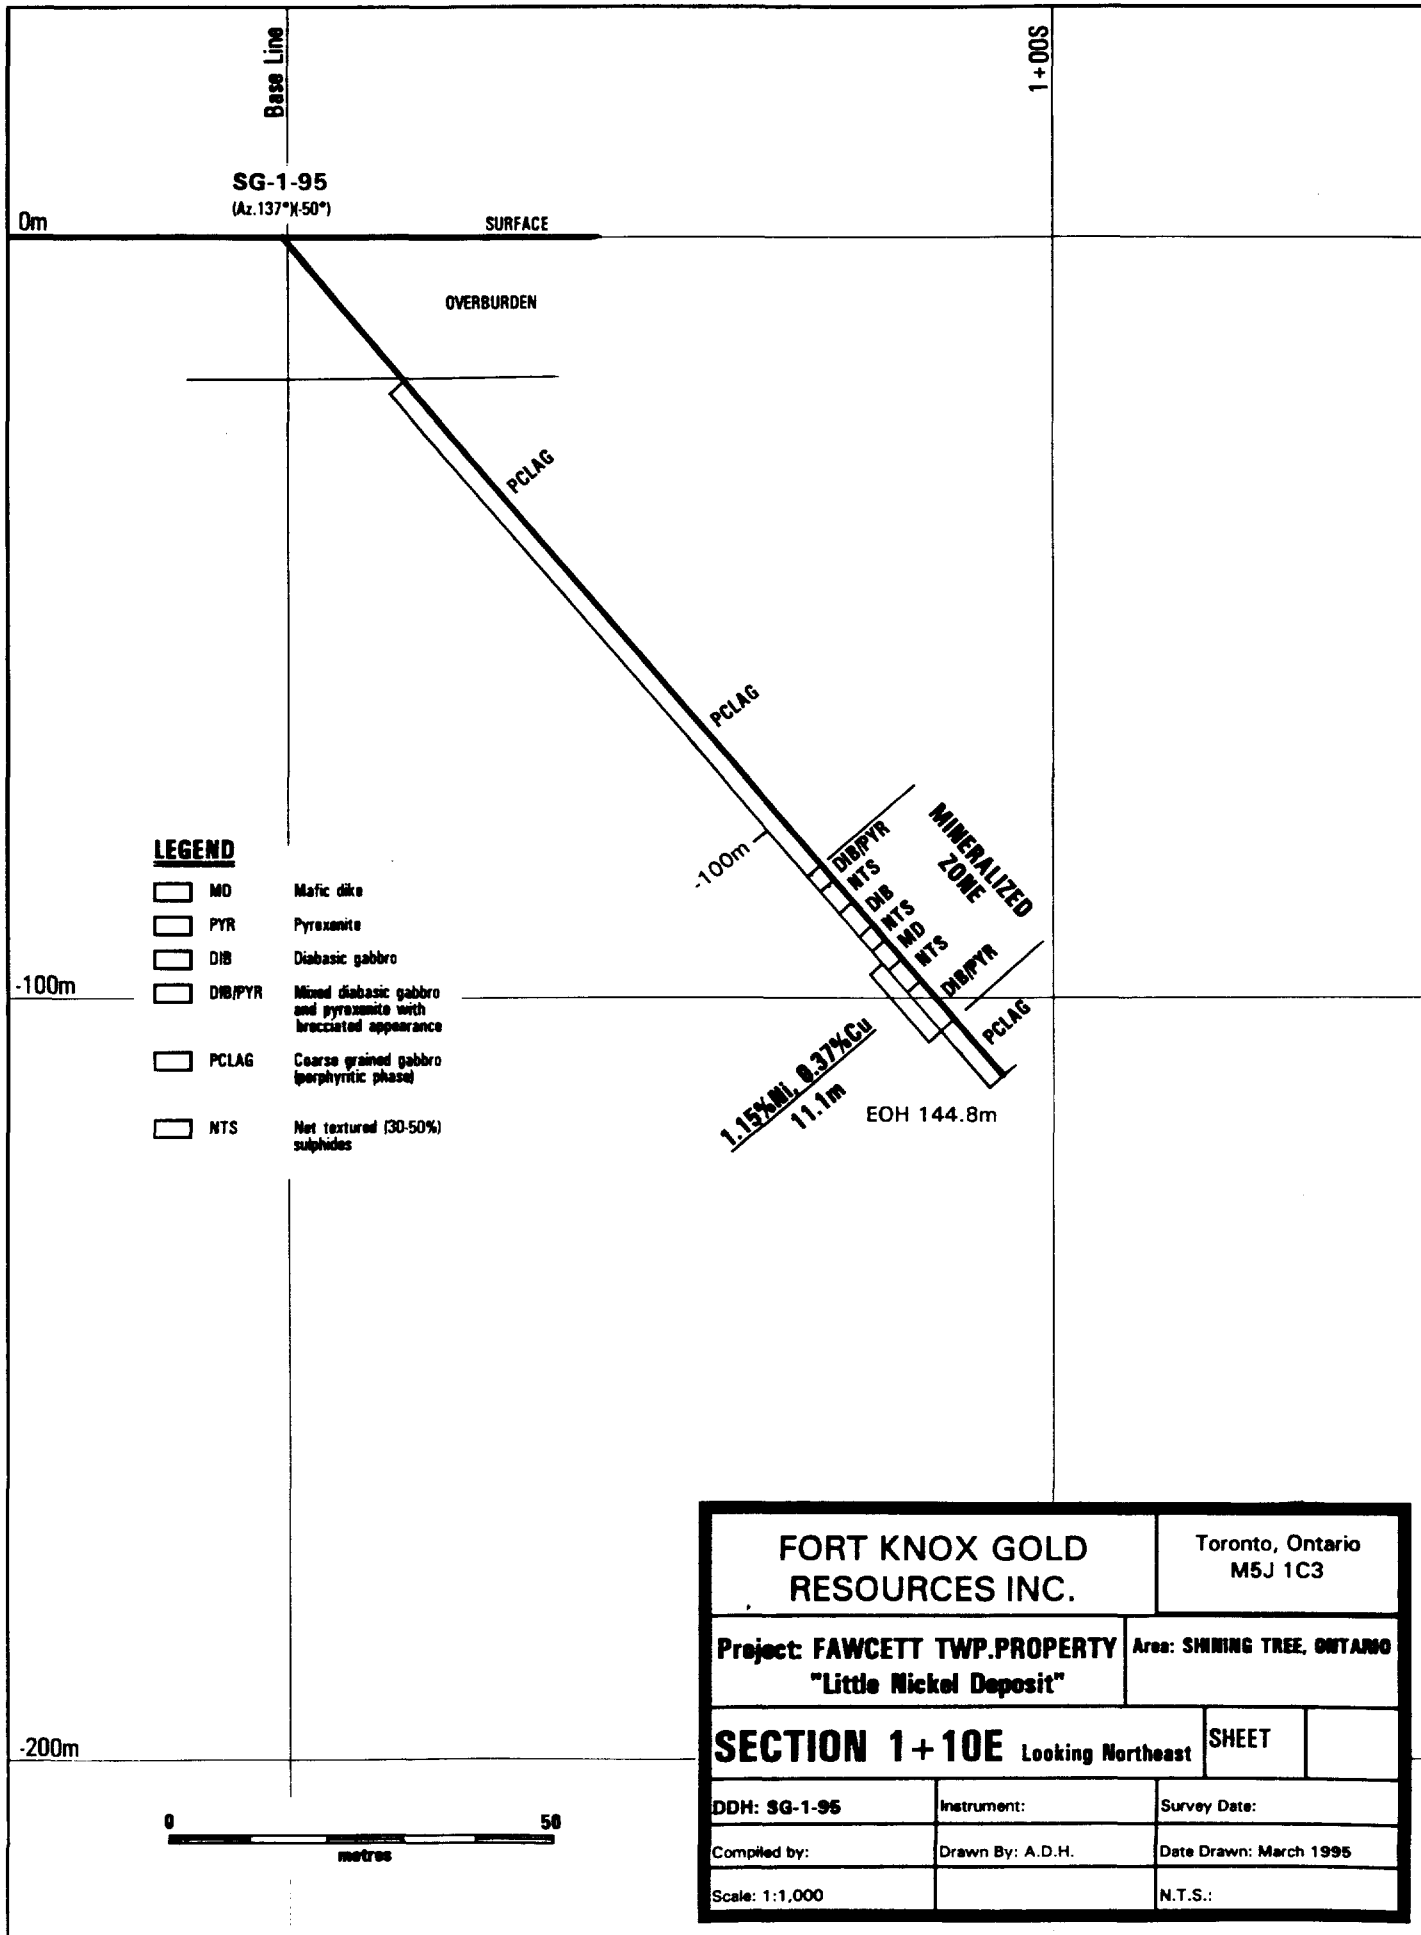 Base Line
1+00S
SG-1-95
(Az.137°)(-50°)
0m
SURFACE
OVERBURDEN
PCLAG
PCLAG
-100m
DIB/PYR
NTS
DIB
NTS
MD
NTS
DIB/PYR
PCLAG
MINERALIZED
ZONE
1.15%Ni, 0.37%Cu
11.1m
EOH 144.8m
LEGEND
MD Mafic dike
PYR Pyroxenite
DIB Diabasic gabbro
DIB/PYR Mixed diabasic gabbro
and pyroxenite with
brecciated appearance
PCLAG Coarse grained gabbro
(porphyritic phase)
NTS Net textured (30-50%)
sulphides
-100m
-200m
0 50
metres
FORT KNOX GOLD
RESOURCES INC.
Toronto, Ontario
M5J 1C3
Project: FAWCETT TWP.PROPERTY
"Little Nickel Deposit"
Area: SHINING TREE, ONTARIO
SECTION 1+10E Looking Northeast
SHEET
DDH: SG-1-95
Instrument:
Survey Date:
Compiled by:
Drawn By: A.D.H.
Date Drawn: March 1995
Scale: 1:1,000
N.T.S.: